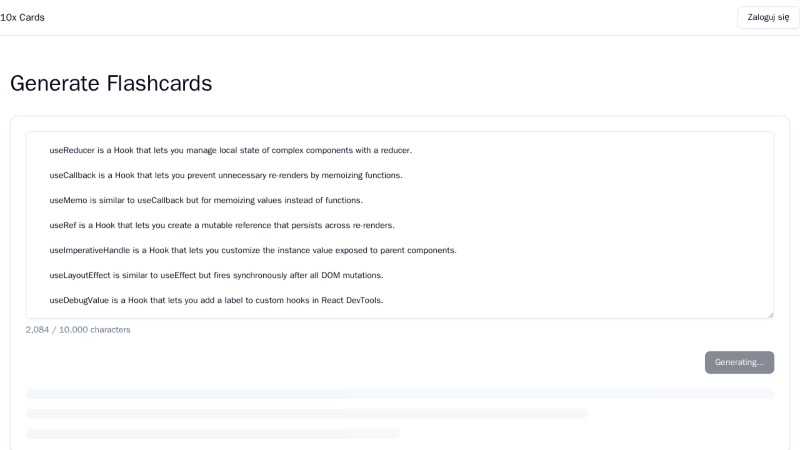 10x Cards
Zaloguj się
Generate Flashcards
useReducer is a Hook that lets you manage local state of complex components with a reducer.
useCallback is a Hook that lets you prevent unnecessary re-renders by memoizing functions.
useMemo is similar to useCallback but for memoizing values instead of functions.
useRef is a Hook that lets you create a mutable reference that persists across re-renders.
useImperativeHandle is a Hook that lets you customize the instance value exposed to parent components.
useLayoutEffect is similar to useEffect but fires synchronously after all DOM mutations.
useDebugValue is a Hook that lets you add a label to custom hooks in React DevTools.
2,084 / 10,000 characters
Generating...